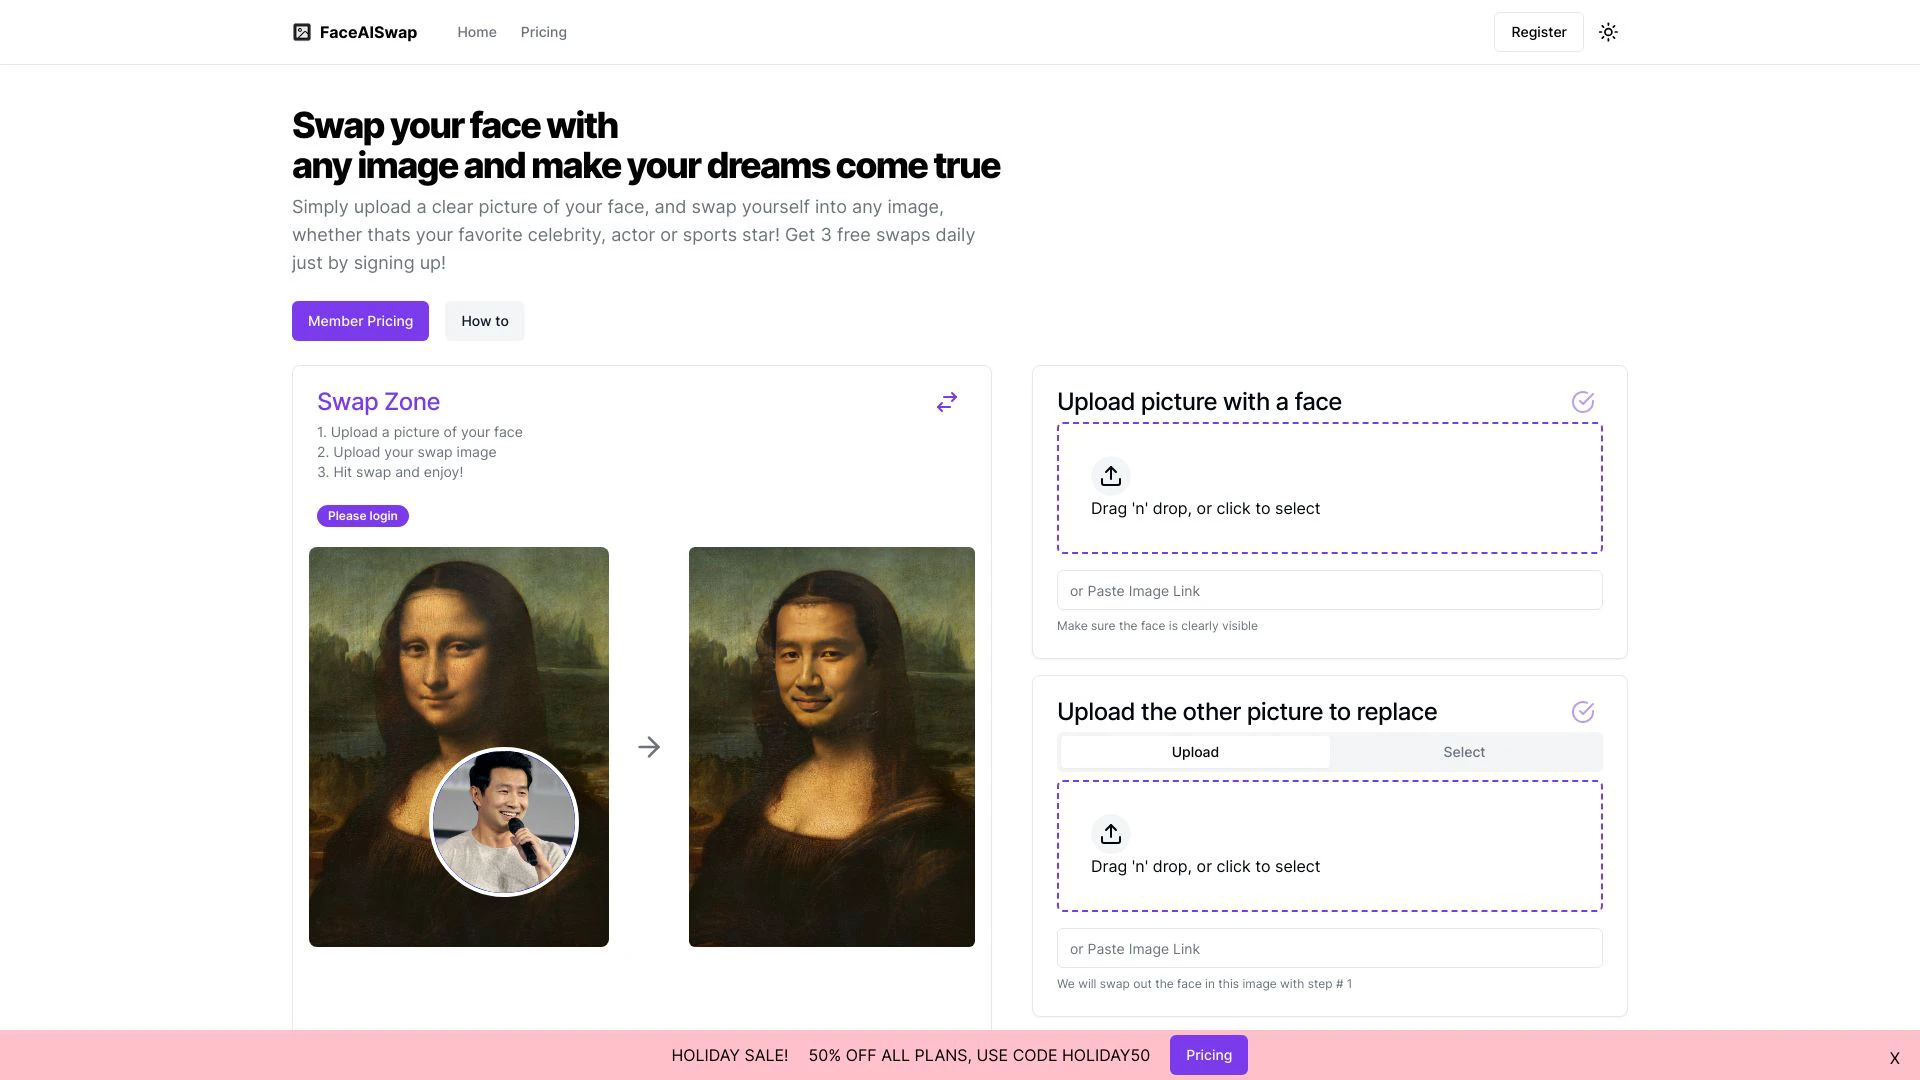 FaceAISwap
Home
Pricing
Register
Swap your face with
any image and make your dreams come true
Simply upload a clear picture of your face, and swap yourself into any image,
whether thats your favorite celebrity, actor or sports star! Get 3 free swaps daily
just by signing up!
Member Pricing
How to
Swap Zone
1. Upload a picture of your face
2. Upload your swap image
3. Hit swap and enjoy!
Please login
Upload picture with a face
Drag 'n' drop, or click to select
or Paste Image Link
Make sure the face is clearly visible
Upload the other picture to replace
Upload
Select
Drag 'n' drop, or click to select
or Paste Image Link
We will swap out the face in this image with step # 1
HOLIDAY SALE! 50% OFF ALL PLANS, USE CODE HOLIDAY50
Pricing
X